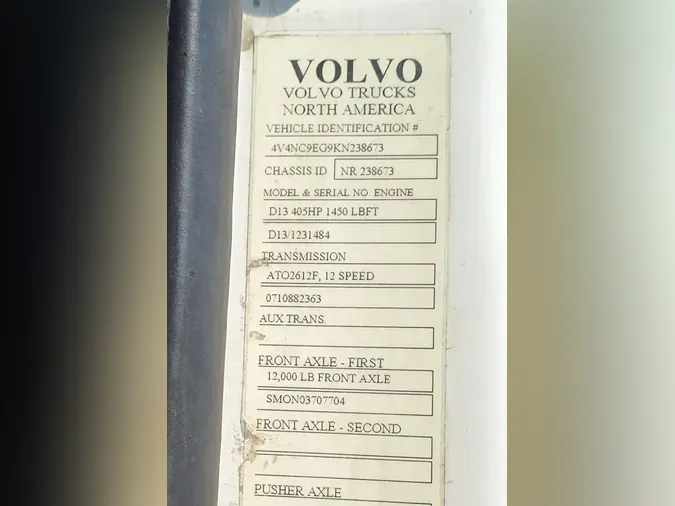 VOLVO
VOLVO TRUCKS
NORTH AMERICA
VEHICLE IDENTIFICATION #
4V4NC9EG9KN238673
CHASSIS ID NR 238673
MODEL & SERIAL NO. ENGINE
D13 405HP 1450 LBFT
D13/1231484
TRANSMISSION
ATO2612F, 12 SPEED
0710882363
AUX TRANS.
FRONT AXLE - FIRST
12,000 LB FRONT AXLE
SMON03707704
FRONT AXLE - SECOND
PUSHER AXLE